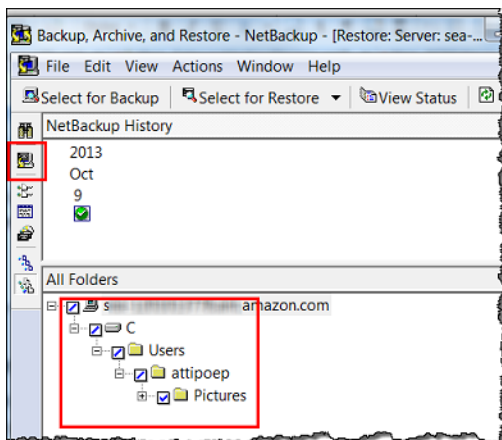 Backup, Archive, and Restore - NetBackup - [Restore: Server: sea-...
File Edit View Actions Window Help
Select for Backup Select for Restore View Status
NetBackup History
2013
Oct
9
All Folders
s amazon.com
C
Users
attipoep
Pictures